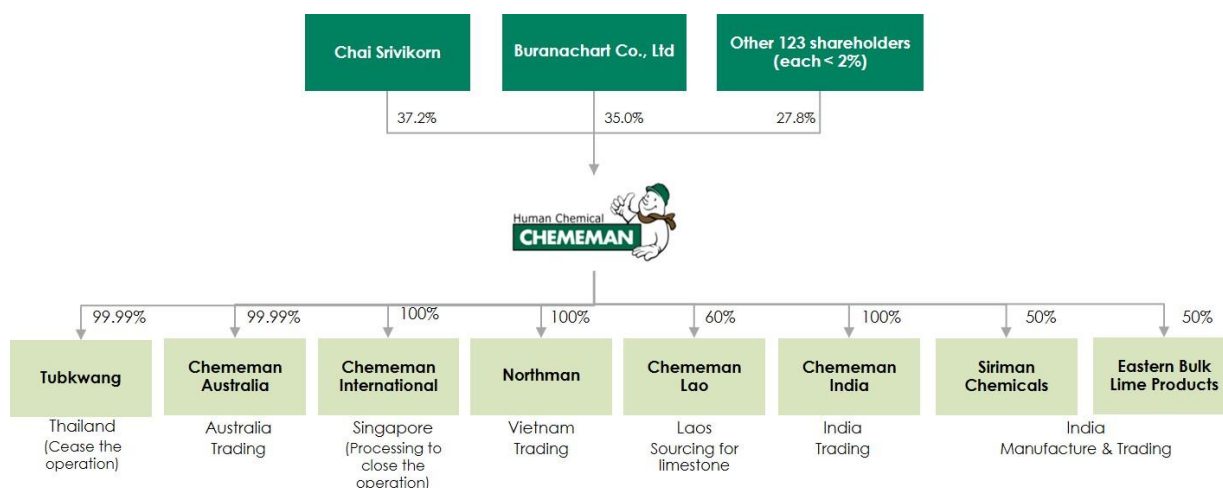 Chai Srivikorn
Buranachart Co., Ltd
Other 123 shareholders
(each < 2%)
37.2%
35.0%
27.8%
Human Chemical
CHEMEMAN
99.99%
99.99%
100%
100%
60%
100%
50%
50%
Tubkwang
Chememan
Australia
Chememan
International
Northman
Chememan
Lao
Chememan
India
Siriman
Chemicals
Eastern Bulk
Lime Products
Thailand
(Cease the
operation)
Australia
Trading
Singapore
(Processing to
close the
operation)
Vietnam
Trading
Laos
Sourcing for
limestone
India
Trading
India
Manufacture & Trading